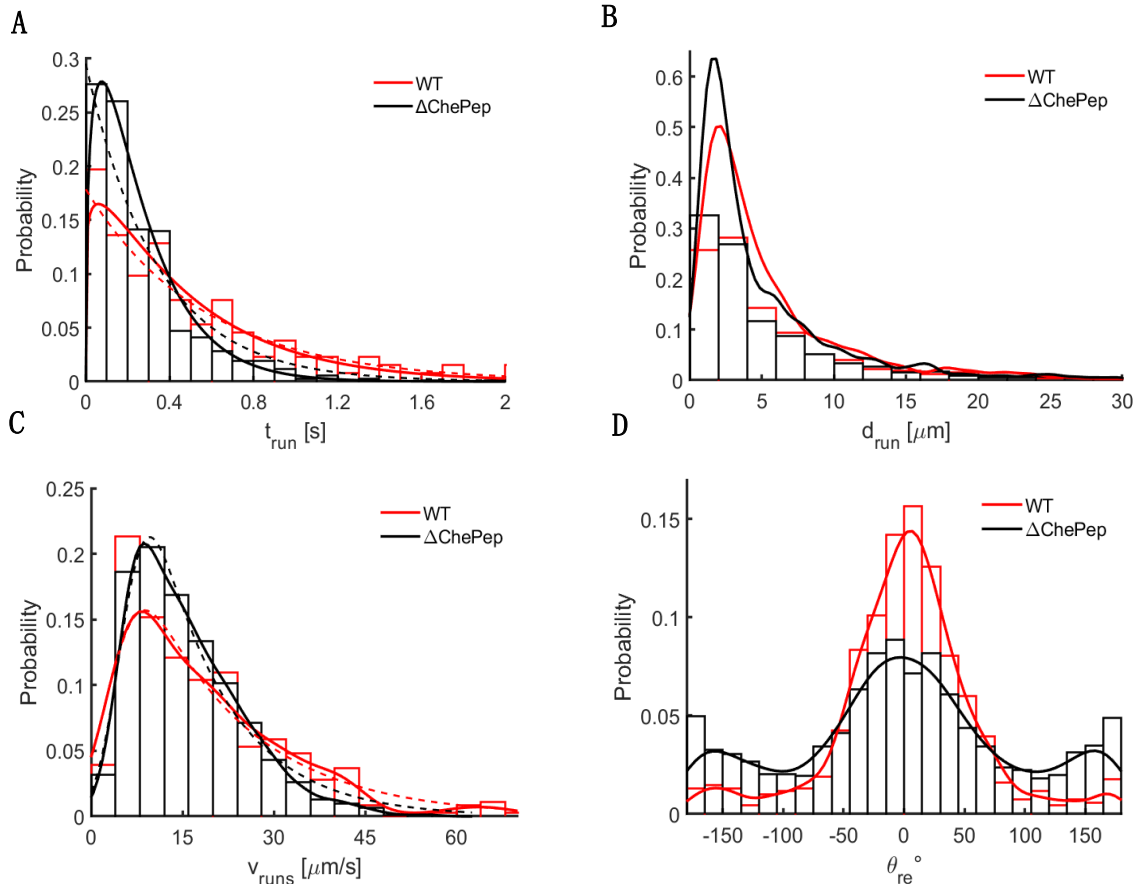 A
0.3
0.25
0.2
0.15
0.1
0.05
0
Probability
WT
ΔChePep
0 0.4 0.8 1.2 1.6 2
t_run [s]
B
0.6
0.5
0.4
0.3
0.2
0.1
0
Probability
WT
ΔChePep
0 5 10 15 20 25 30
d_run [μm]
C
0.25
0.2
0.15
0.1
0.05
0
Probability
WT
ΔChePep
0 15 30 45 60
v_runs [μm/s]
D
0.15
0.1
0.05
0
Probability
WT
ΔChePep
-150 -100 -50 0 50 100 150
θ_re°